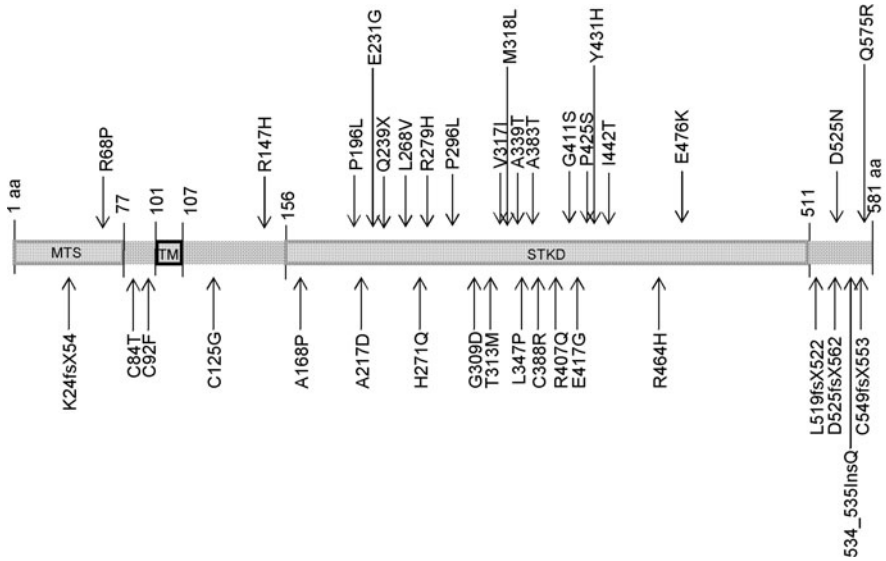 1 aa
R68P
77
101
107
R147H
156
P196L
E231G
Q239X
L268V
R279H
P296L
V317I
M318L
A339T
A383T
G411S
P425S
Y431H
I442T
E476K
511
D525N
Q575R
581 aa
MTS
TM
STKD
K24fsX54
C84T
C92F
C125G
A168P
A217D
H271Q
G309D
T313M
L347P
C388R
R407Q
E417G
R464H
L519fsX522
D525fsX562
534_535InsQ
C549fsX553